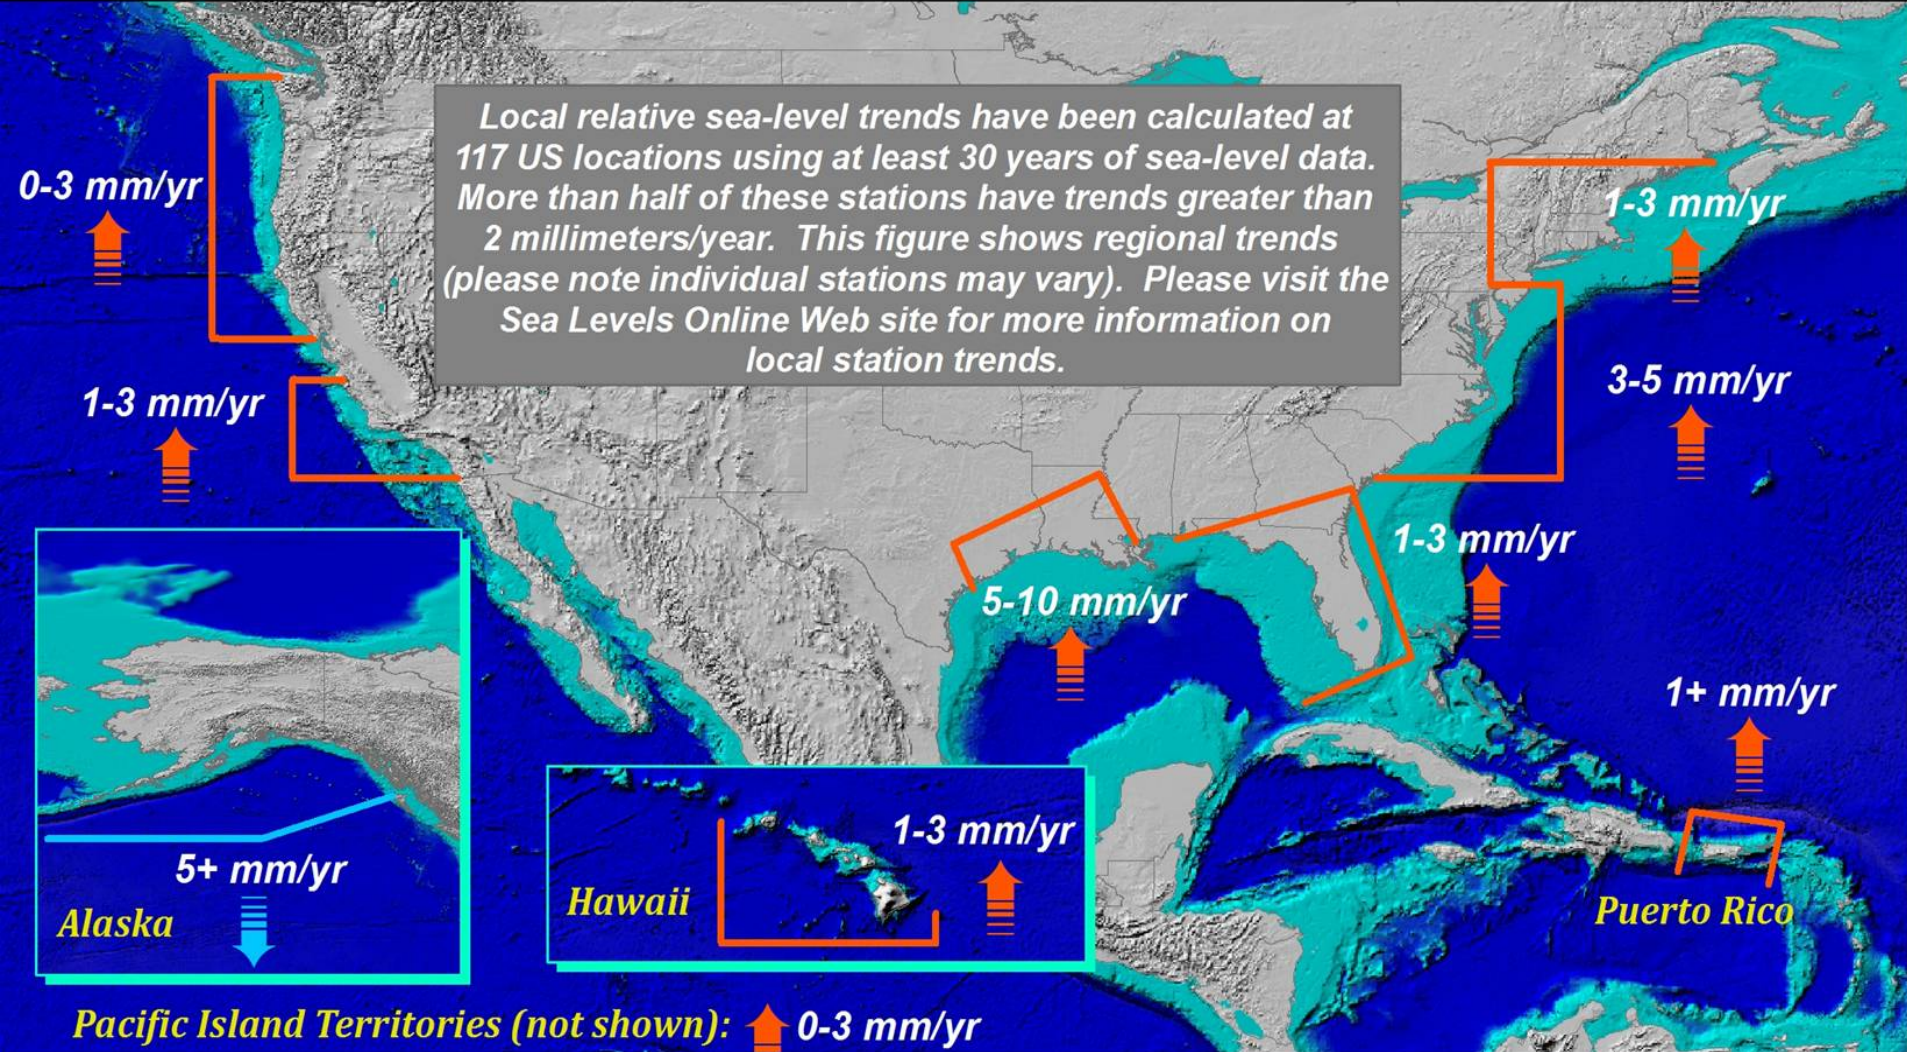 Local relative sea-level trends have been calculated at
117 US locations using at least 30 years of sea-level data.
More than half of these stations have trends greater than
2 millimeters/year. This figure shows regional trends
(please note individual stations may vary). Please visit the
Sea Levels Online Web site for more information on
local station trends.
0-3 mm/yr
1-3 mm/yr
1-3 mm/yr
3-5 mm/yr
1-3 mm/yr
5-10 mm/yr
1+ mm/yr
Puerto Rico
5+ mm/yr
Alaska
1-3 mm/yr
Hawaii
Pacific Island Territories (not shown): 0-3 mm/yr